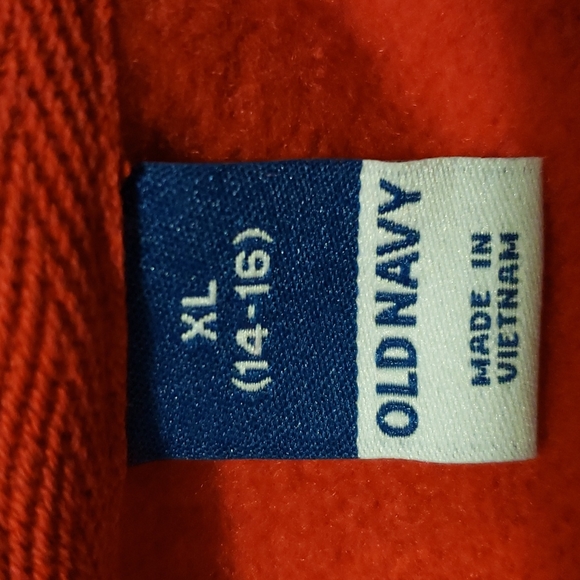 XL
(14-16)
OLD NAVY
MADE IN
VIETNAM